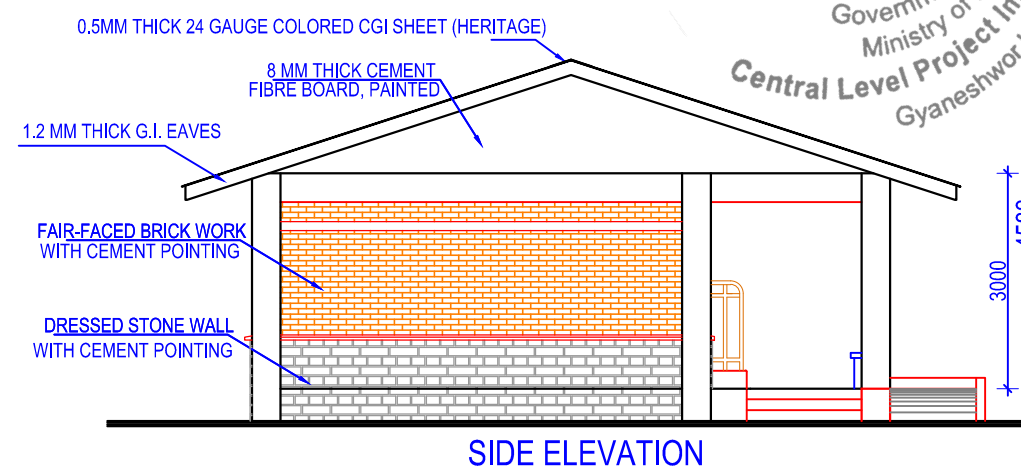 0.5MM THICK 24 GAUGE COLORED CGI SHEET (HERITAGE)
8 MM THICK CEMENT
FIBRE BOARD, PAINTED
1.2 MM THICK G.I. EAVES
FAIR-FACED BRICK WORK
WITH CEMENT POINTING
DRESSED STONE WALL
WITH CEMENT POINTING
Ministry of
Central Level Project
Gyaneshwor
3000
SIDE ELEVATION